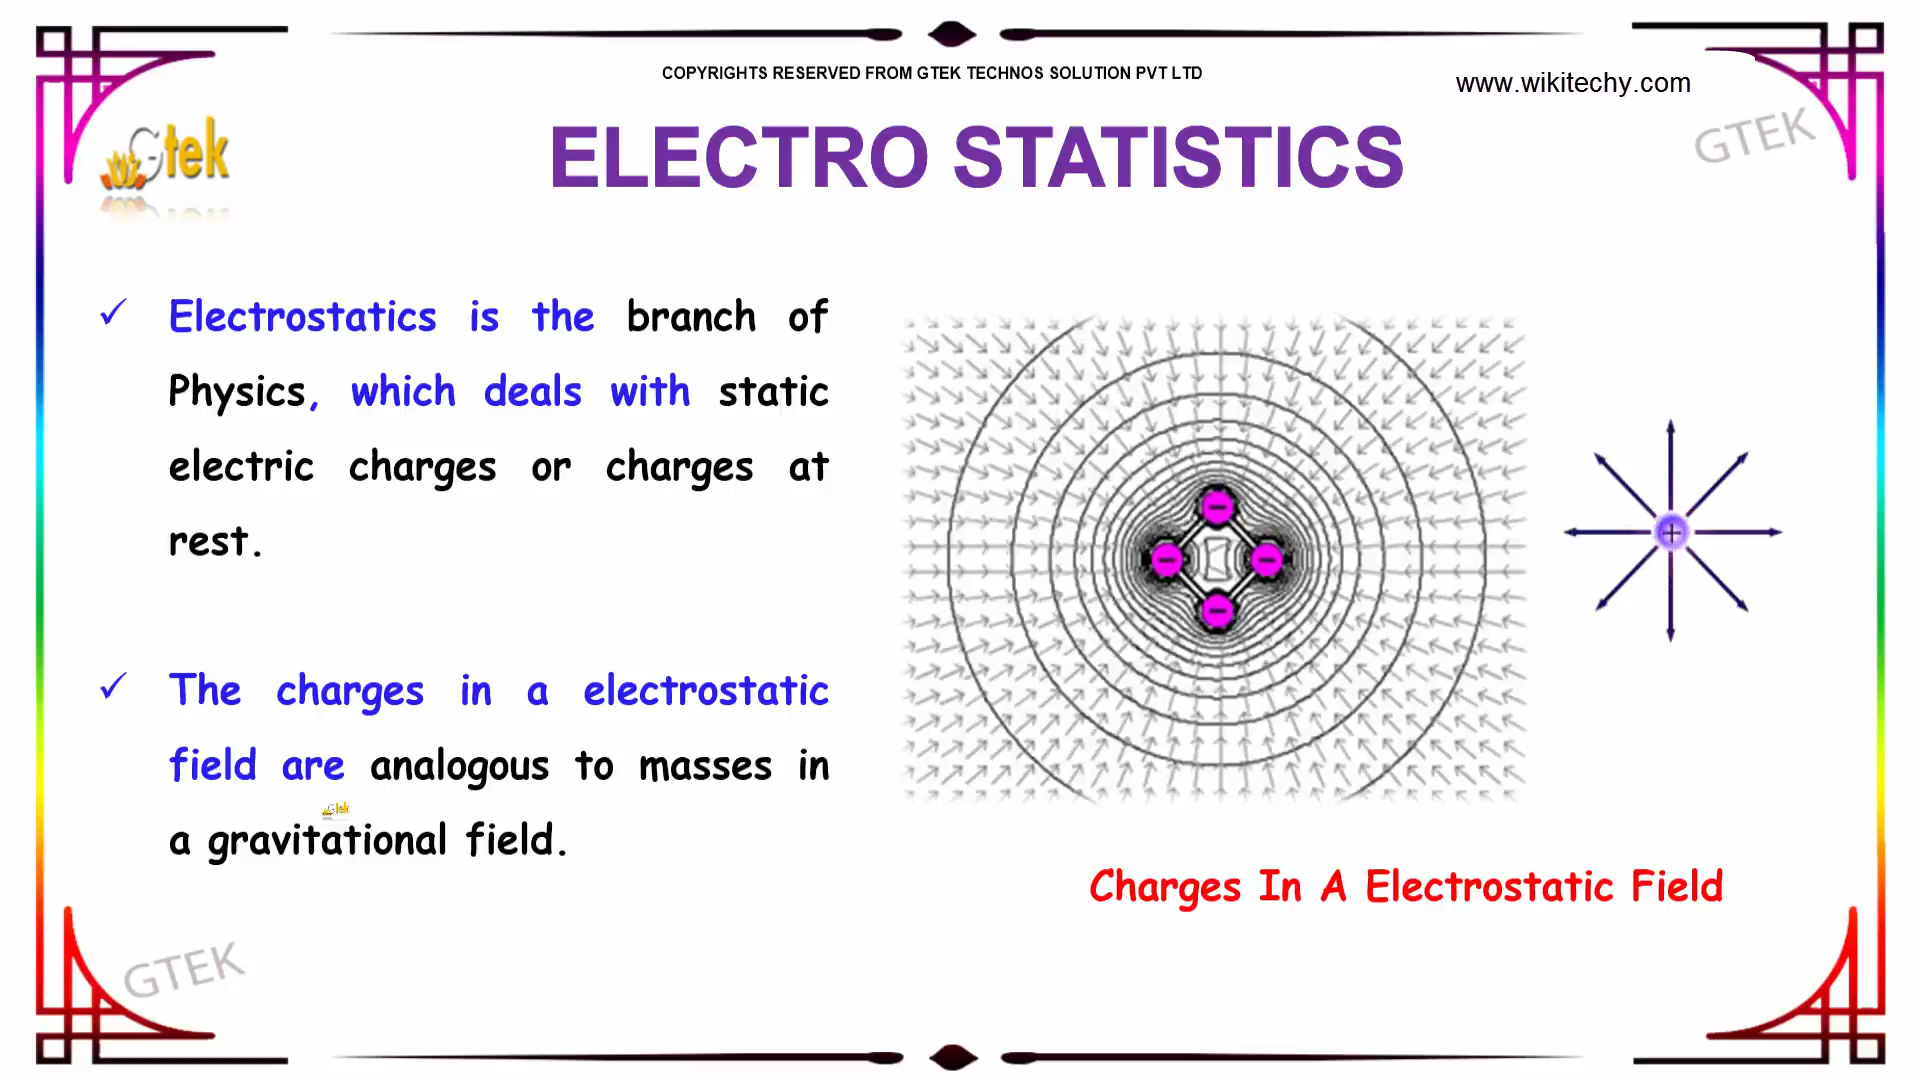 COPYRIGHTS RESERVED FROM GTEK TECHNOS SOLUTION PVT LTD
www.wikitechy.com
Gtek
GTEK
ELECTRO STATISTICS
✓ Electrostatics is the branch of
Physics, which deals with static
electric charges or charges at
rest.
✓ The charges in a electrostatic
field are analogous to masses in
Gtek
a gravitational field.
Charges In A Electrostatic Field
GTEK